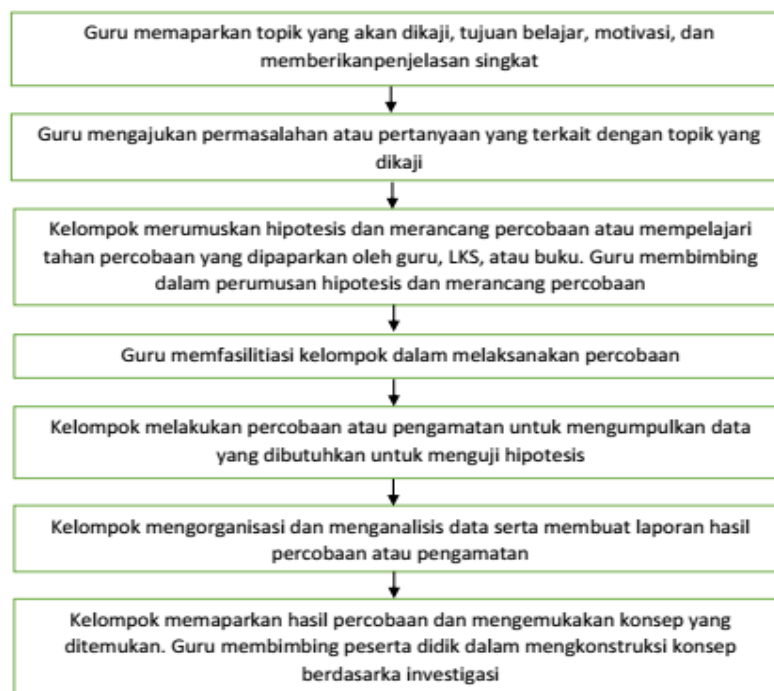 Guru memaparkan topik yang akan dikaji, tujuan belajar, motivasi, dan
memberikanpenjelasan singkat
Guru mengajukan permasalahan atau pertanyaan yang terkait dengan topik yang
dikaji
Kelompok merumuskan hipotesis dan merancang percobaan atau mempelajari
tahan percobaan yang dipaparkan oleh guru, LKS, atau buku. Guru membimbing
dalam perumusan hipotesis dan merancang percobaan
Guru memfasilitiasi kelompok dalam melaksanakan percobaan
Kelompok melakukan percobaan atau pengamatan untuk mengumpulkan data
yang dibutuhkan untuk menguji hipotesis
Kelompok mengorganisasi dan menganalisis data serta membuat laporan hasil
percobaan atau pengamatan
Kelompok memaparkan hasil percobaan dan mengemukakan konsep yang
ditemukan. Guru membimbing peserta didik dalam mengkonstruksi konsep
berdasarka investigasi